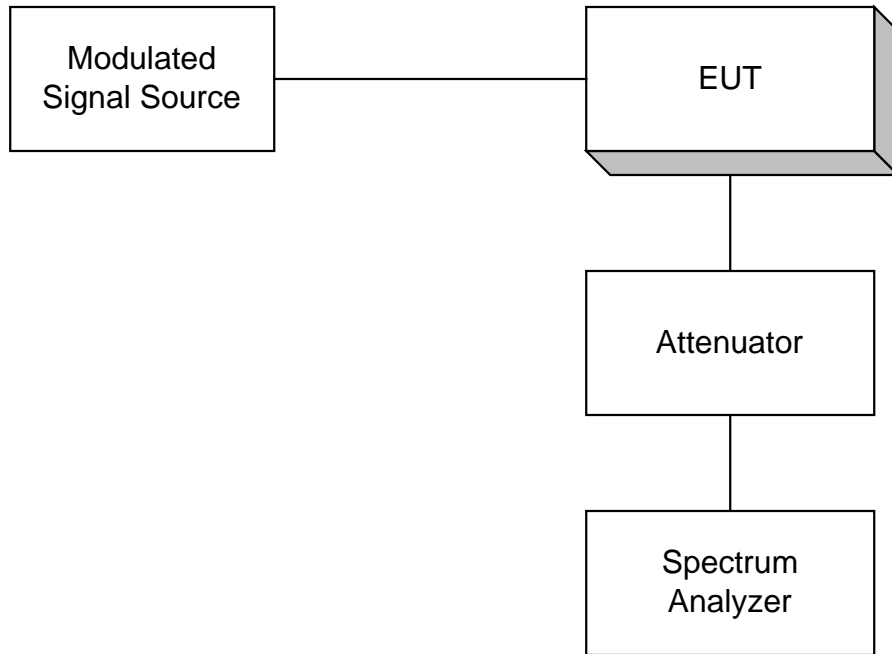 Modulated
Signal Source
EUT
Attenuator
Spectrum
Analyzer